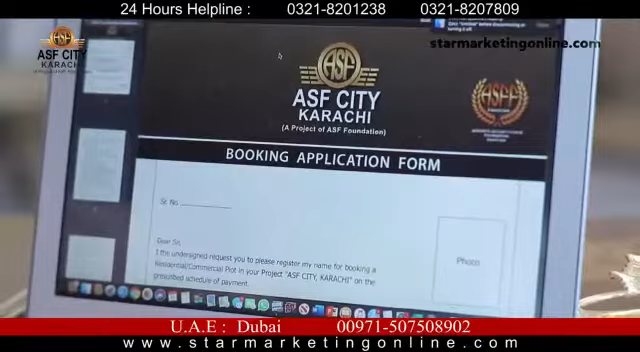 24 Hours Helpline : 0321-8201238 0321-8207809
starmarketingonline.com
ASF CITY
KARACHI
ASF
ASF CITY
KARACHI
(A Project of ASF Foundation)
ASFF
BOOKING APPLICATION FORM
Sr. No.
Photo
Dear Sir,
I the undersigned request you to please register my name for booking a
Residential/Commercial Plot in your Project "ASF CITY, KARACHI" on the
prescribed schedule of payment.
U.A.E : Dubai 00971-507508902
www.starmarketingonline.com